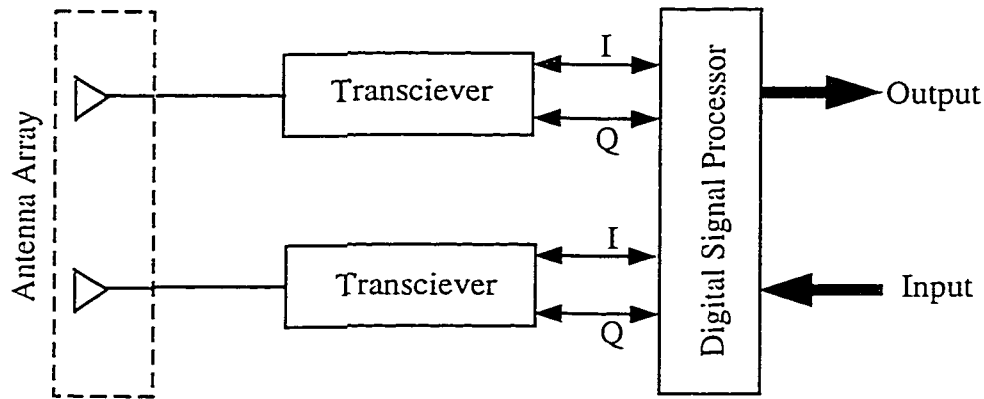 Antenna Array
Transciever
I
Q
Transciever
I
Q
Digital Signal Processor
Output
Input